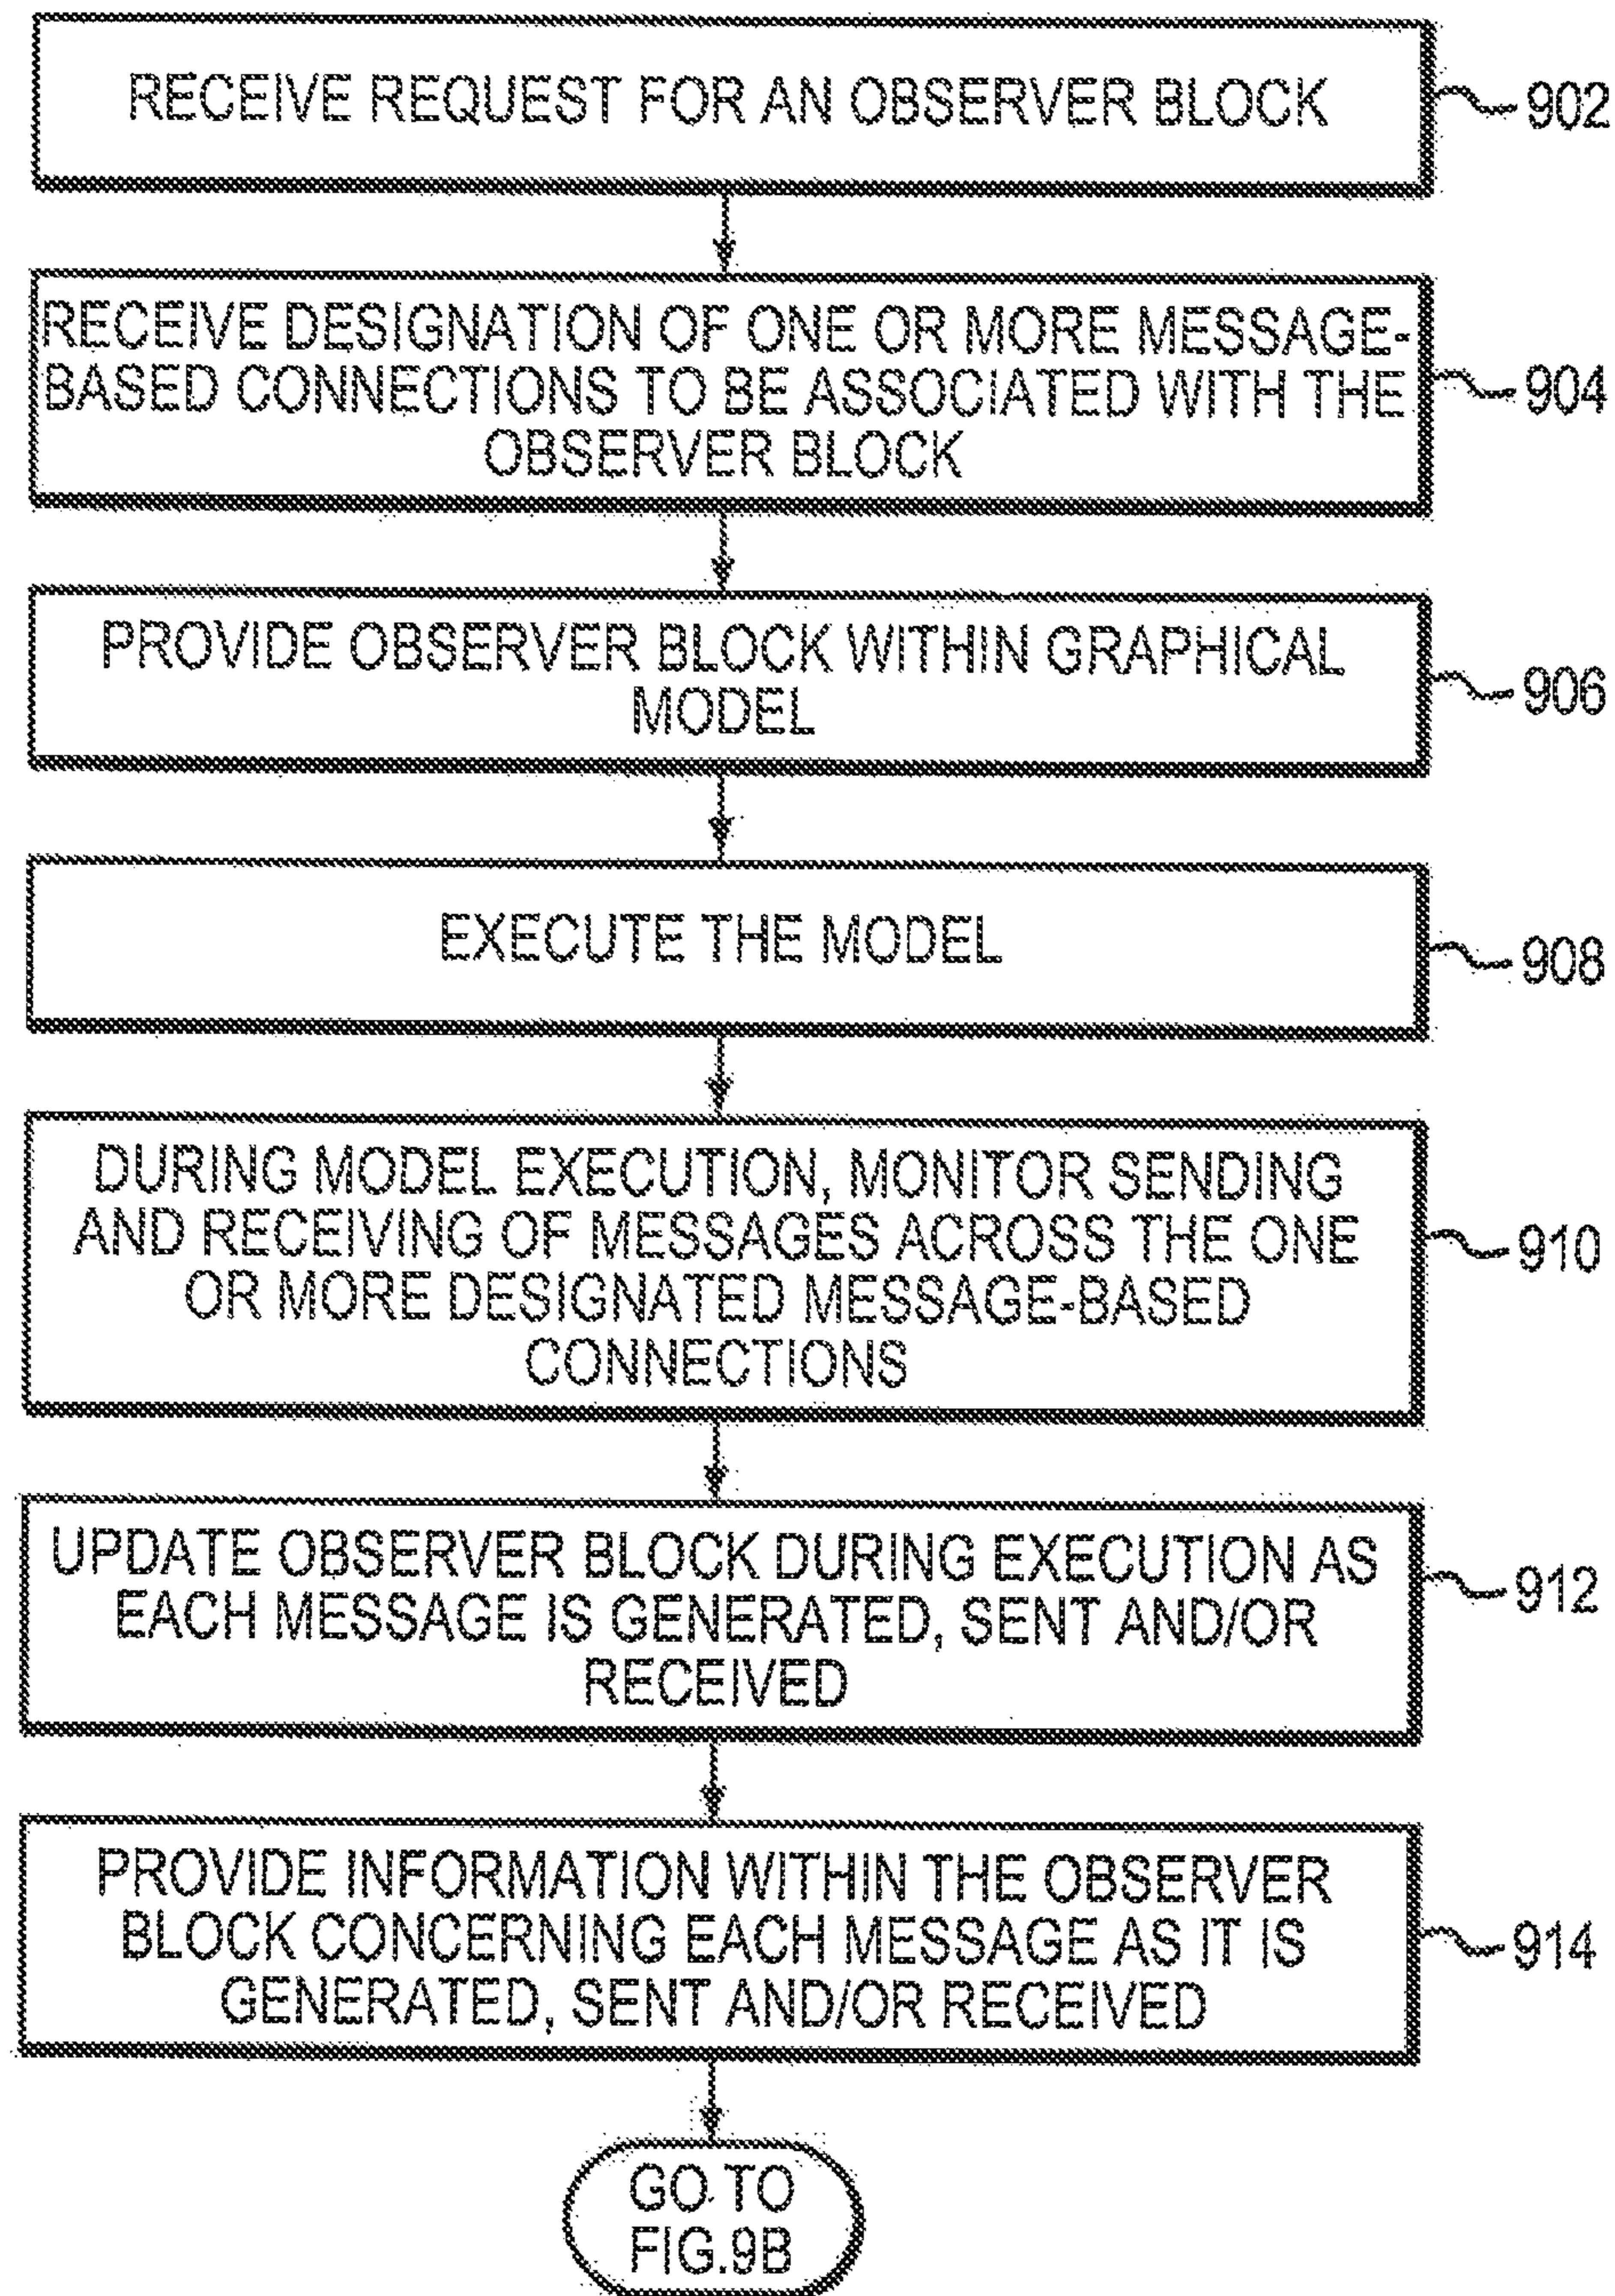 RECEIVE REQUEST FOR AN OBSERVER BLOCK
902
RECEIVE DESIGNATION OF ONE OR MORE MESSAGE-
BASED CONNECTIONS TO BE ASSOCIATED WITH THE
OBSERVER BLOCK
904
PROVIDE OBSERVER BLOCK WITHIN GRAPHICAL
MODEL
906
EXECUTE THE MODEL
908
DURING MODEL EXECUTION, MONITOR SENDING
AND RECEIVING OF MESSAGES ACROSS THE ONE
OR MORE DESIGNATED MESSAGE-BASED
CONNECTIONS
910
UPDATE OBSERVER BLOCK DURING EXECUTION AS
EACH MESSAGE IS GENERATED, SENT AND/OR
RECEIVED
912
PROVIDE INFORMATION WITHIN THE OBSERVER
BLOCK CONCERNING EACH MESSAGE AS IT IS
GENERATED, SENT AND/OR RECEIVED
914
GO TO
FIG.9B